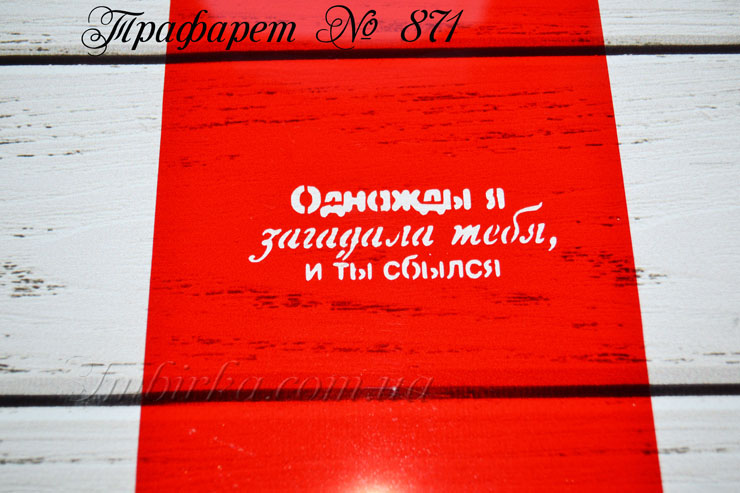 Трафарет № 871
Однажды я
загадала тебя,
и ты сбылся
Imbirka.com.ua